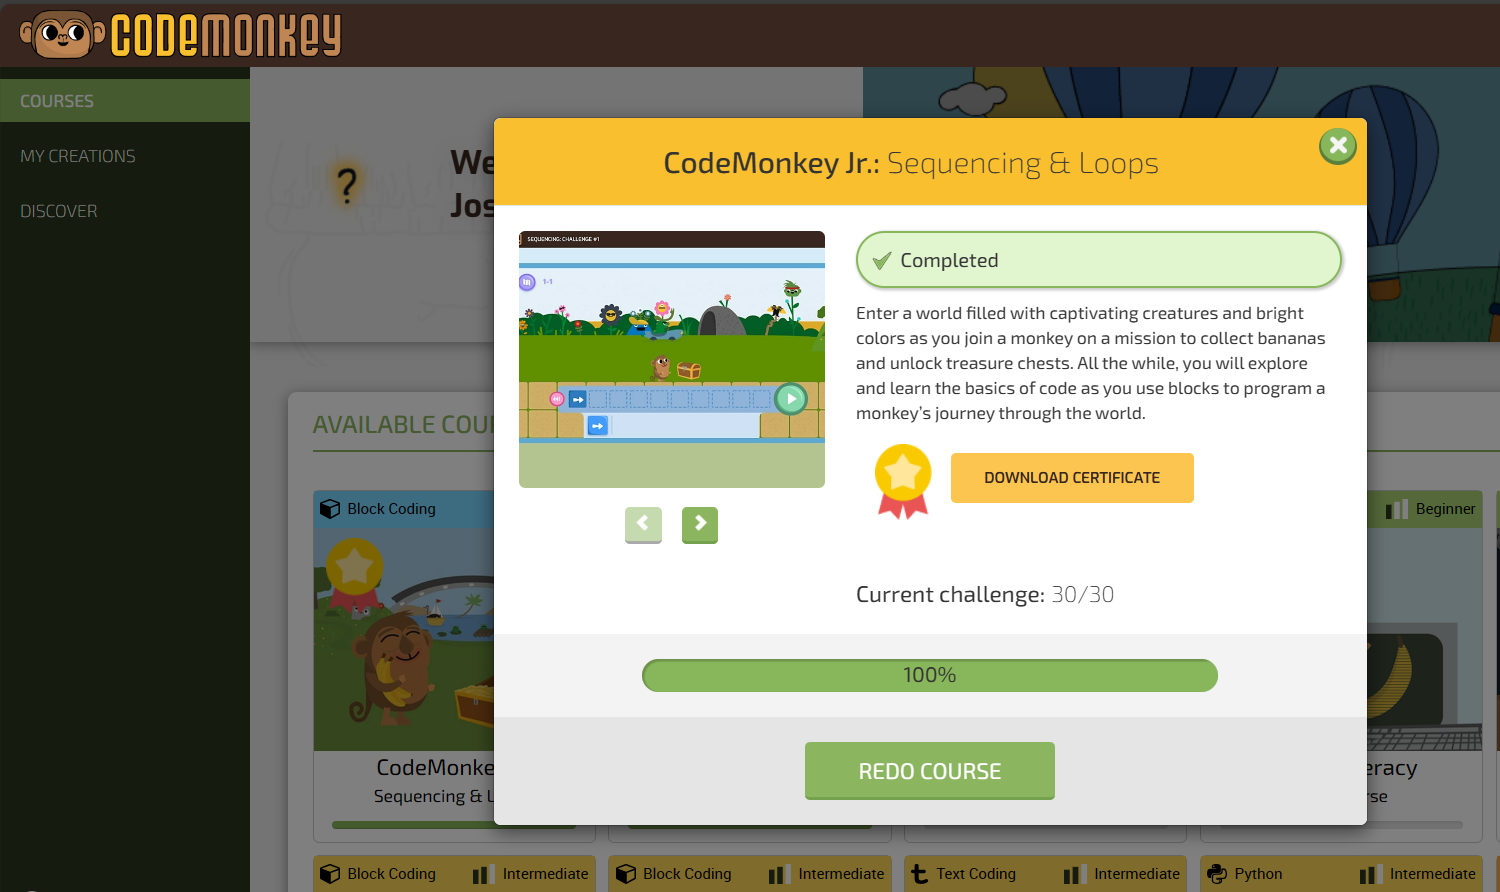 CODEMONKEY
COURSES
MY CREATIONS
DISCOVER
?
We
Jos
AVAILABLE COU
Block Coding
Beginner
CodeMonke
Sequencing & L
eracy
rse
CodeMonkey Jr.: Sequencing & Loops
SEQUENCING: CHALLENGE #1
1-1
Completed
Enter a world filled with captivating creatures and bright
colors as you join a monkey on a mission to collect bananas
and unlock treasure chests. All the while, you will explore
and learn the basics of code as you use blocks to program a
monkey's journey through the world.
DOWNLOAD CERTIFICATE
Current challenge: 30/30
100%
REDO COURSE
Block Coding Intermediate
Block Coding Intermediate
Text Coding Intermediate
Python Intermediate